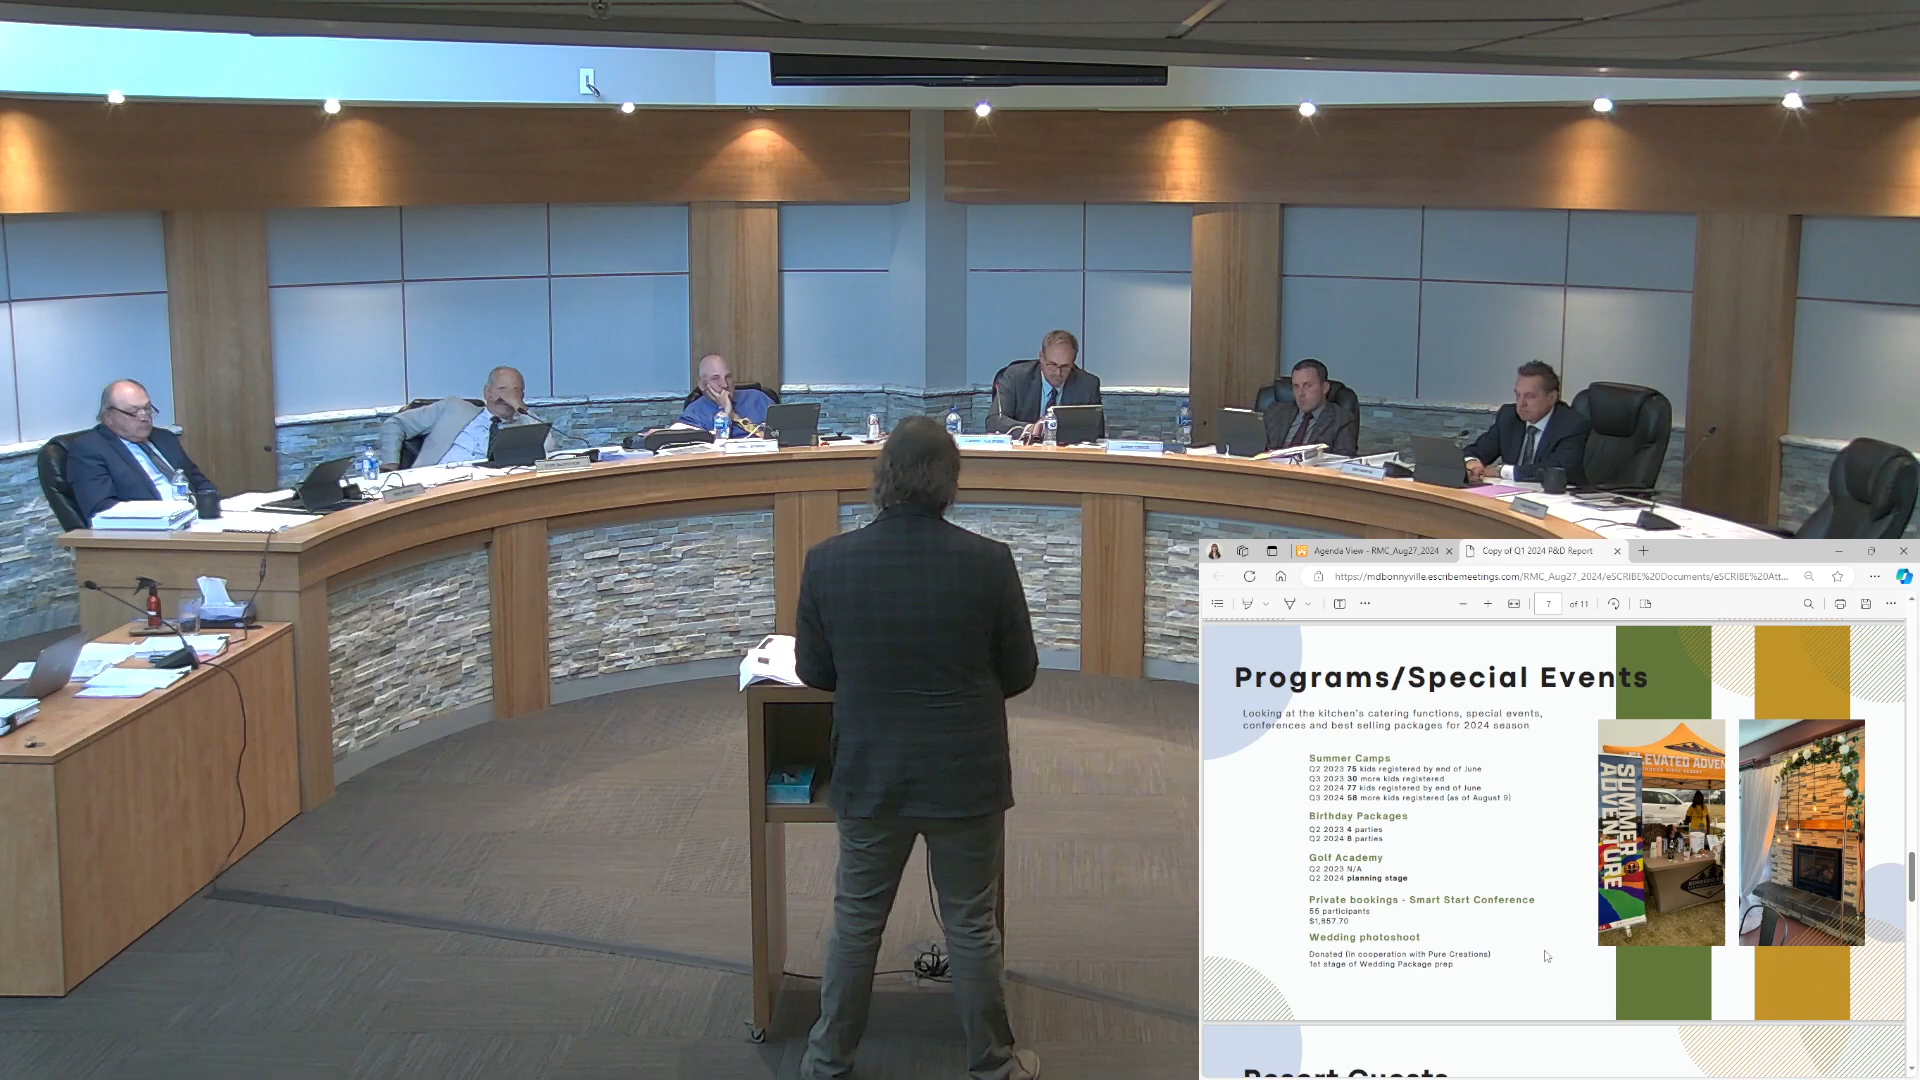 Agenda View - RMC_Aug27_2024
Copy of Q1 2024 P&D Report
https://mdbonnyville.escribemeetings.com/RMC_Aug27_2024/eSCRIBE%20Documents/eSCRIBE%20Att...
7 of 11
Programs/Special Events
Looking at the kitchen's catering functions, special events,
conferences and best selling packages for 2024 season
Summer Camps
Q2 2023 75 kids registered by end of June
Q3 2023 30 more kids registered
Q2 2024 77 kids registered by end of June
Q3 2024 58 more kids registered (as of August 9)
Birthday Packages
Q2 2023 4 parties
Q2 2024 8 parties
Golf Academy
Q2 2023 N/A
Q2 2024 planning stage
Private bookings - Smart Start Conference
55 participants
$1,857.70
Wedding photoshoot
Donated (in cooperation with Pure Creations)
1st stage of Wedding Package prep
ELEVATED ADVEN
SUMMER
ADVENTURE
Resort Guests